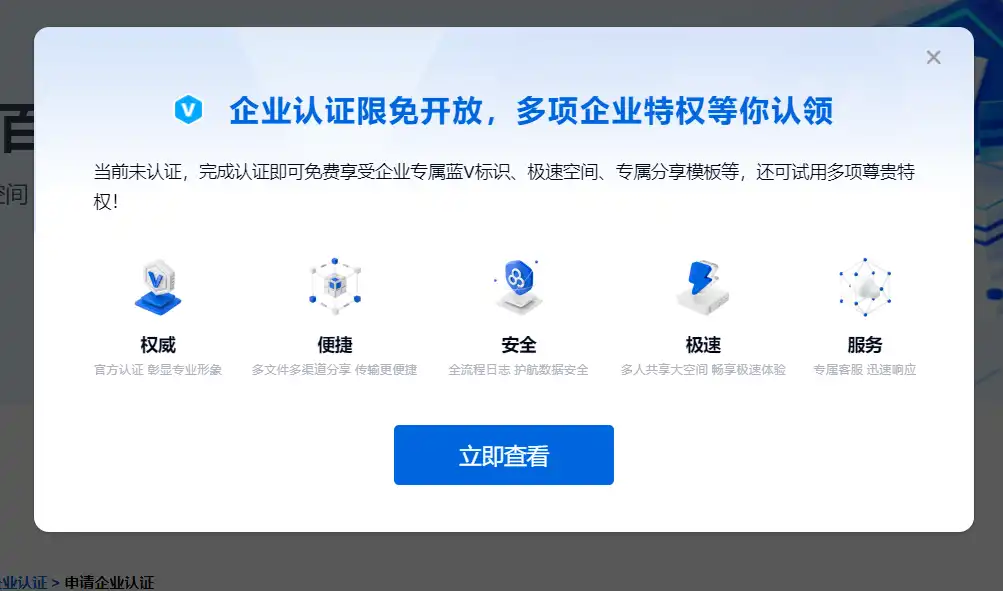 百
空间
企业认证限免开放，多项企业特权等你认领
当前未认证，完成认证即可免费享受企业专属蓝V标识、极速空间、专属分享模板等，还可试用多项尊贵特
权！
权威
便捷
安全
极速
服务
官方认证 彰显专业形象
多文件多渠道分享 传输更便捷
全流程日志 护航数据安全
多人共享大空间 畅享极速体验
专属客服 迅速响应
立即查看
业认证 > 申请企业认证